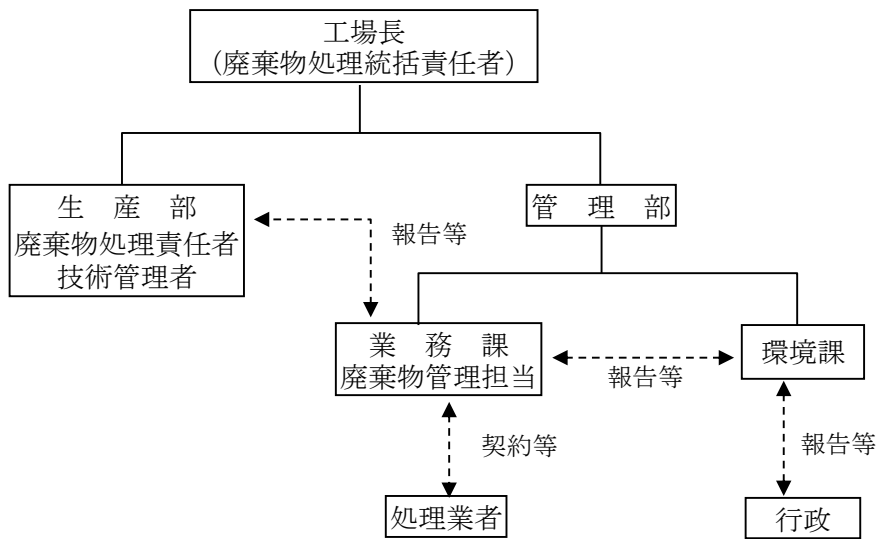 工場長
（廃棄物処理統括責任者）
生　産　部
廃棄物処理責任者
技術管理者
管　理　部
報告等
業　務　課
廃棄物管理担当
報告等
環境課
契約等
報告等
処理業者
行政